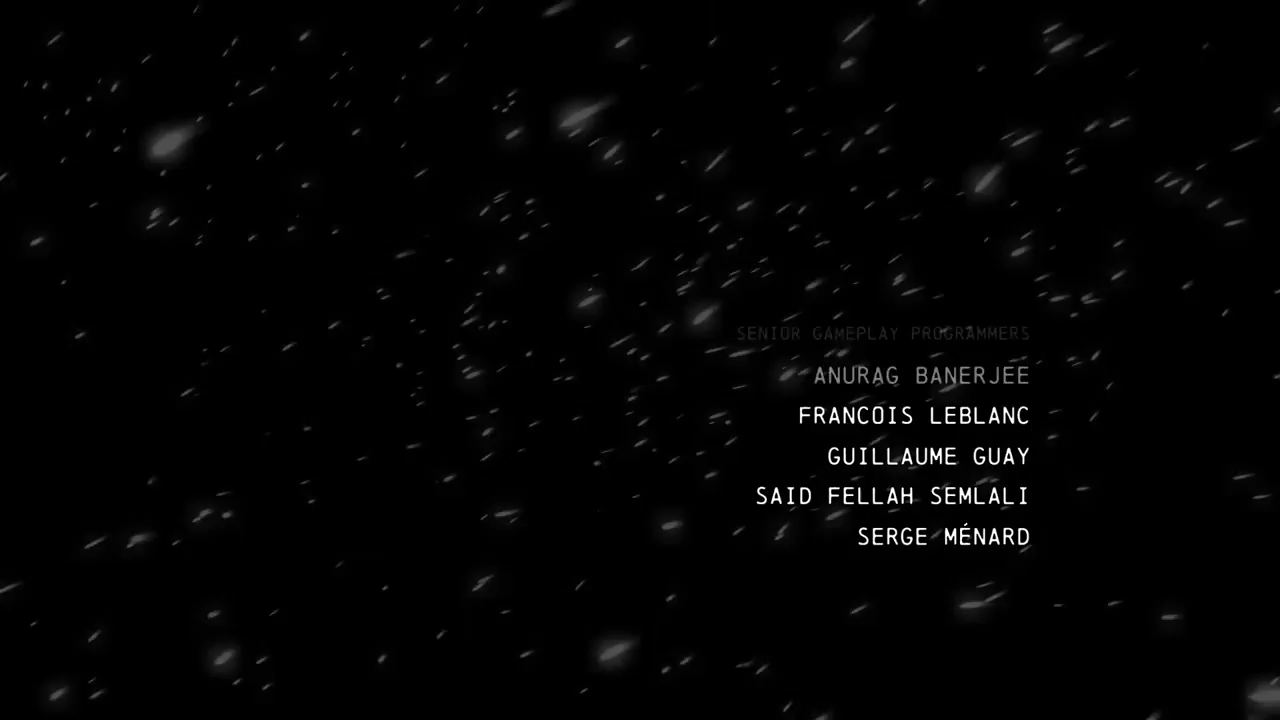 SENIOR GAMEPLAY PROGRAMMERS
ANURAG BANERJEE
FRANCOIS LEBLANC
GUILLAUME GUAY
SAID FELLAH SEMLALI
SERGE MÉNARD